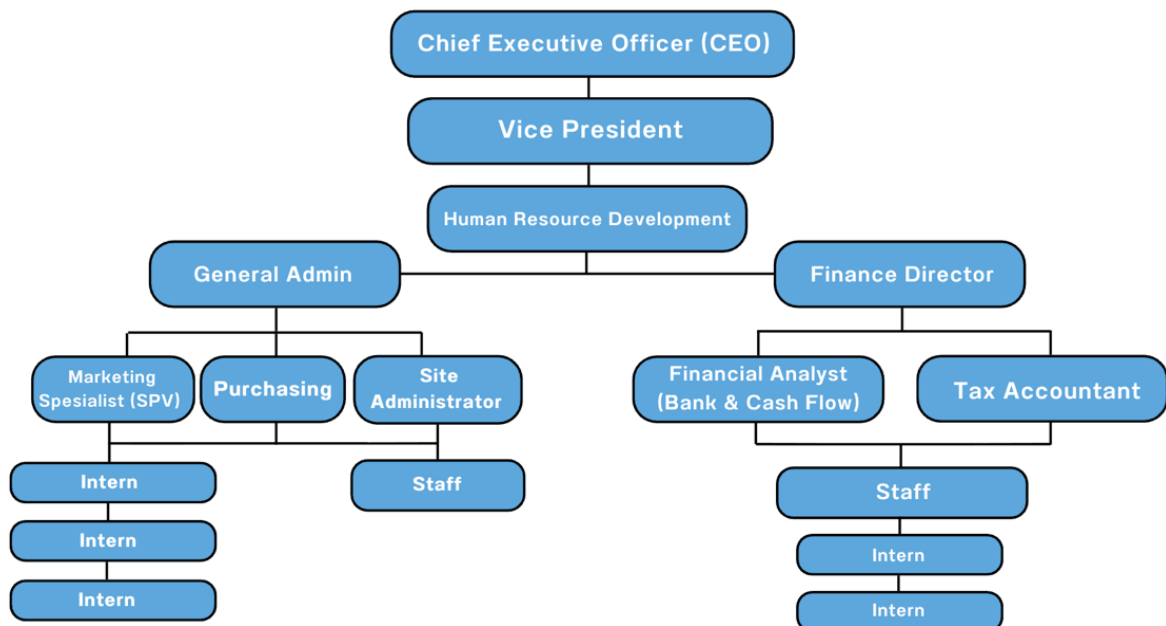 Chief Executive Officer (CEO)
Vice President
Human Resource Development
General Admin
Finance Director
Marketing
Spesialist (SPV)
Purchasing
Site
Administrator
Financial Analyst
(Bank & Cash Flow)
Tax Accountant
Intern
Staff
Staff
Intern
Intern
Intern
Intern